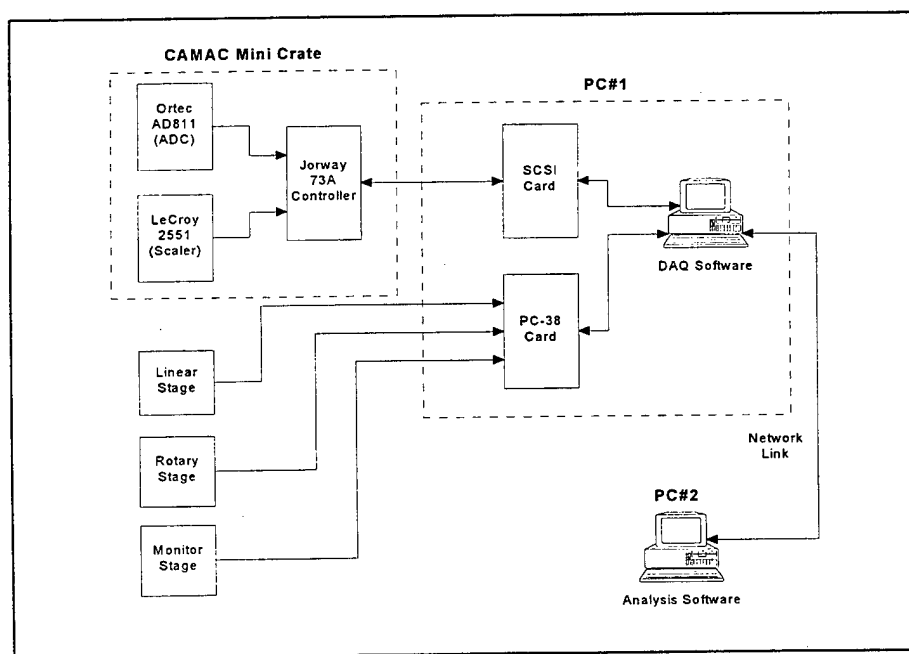 CAMAC Mini Crate
Ortec
AD811
(ADC)
LeCroy
2551
(Scaler)
Jorway
73A
Controller
PC#1
SCSI
Card
DAQ Software
PC-38
Card
Linear
Stage
Rotary
Stage
Monitor
Stage
Network
Link
PC#2
Analysis Software